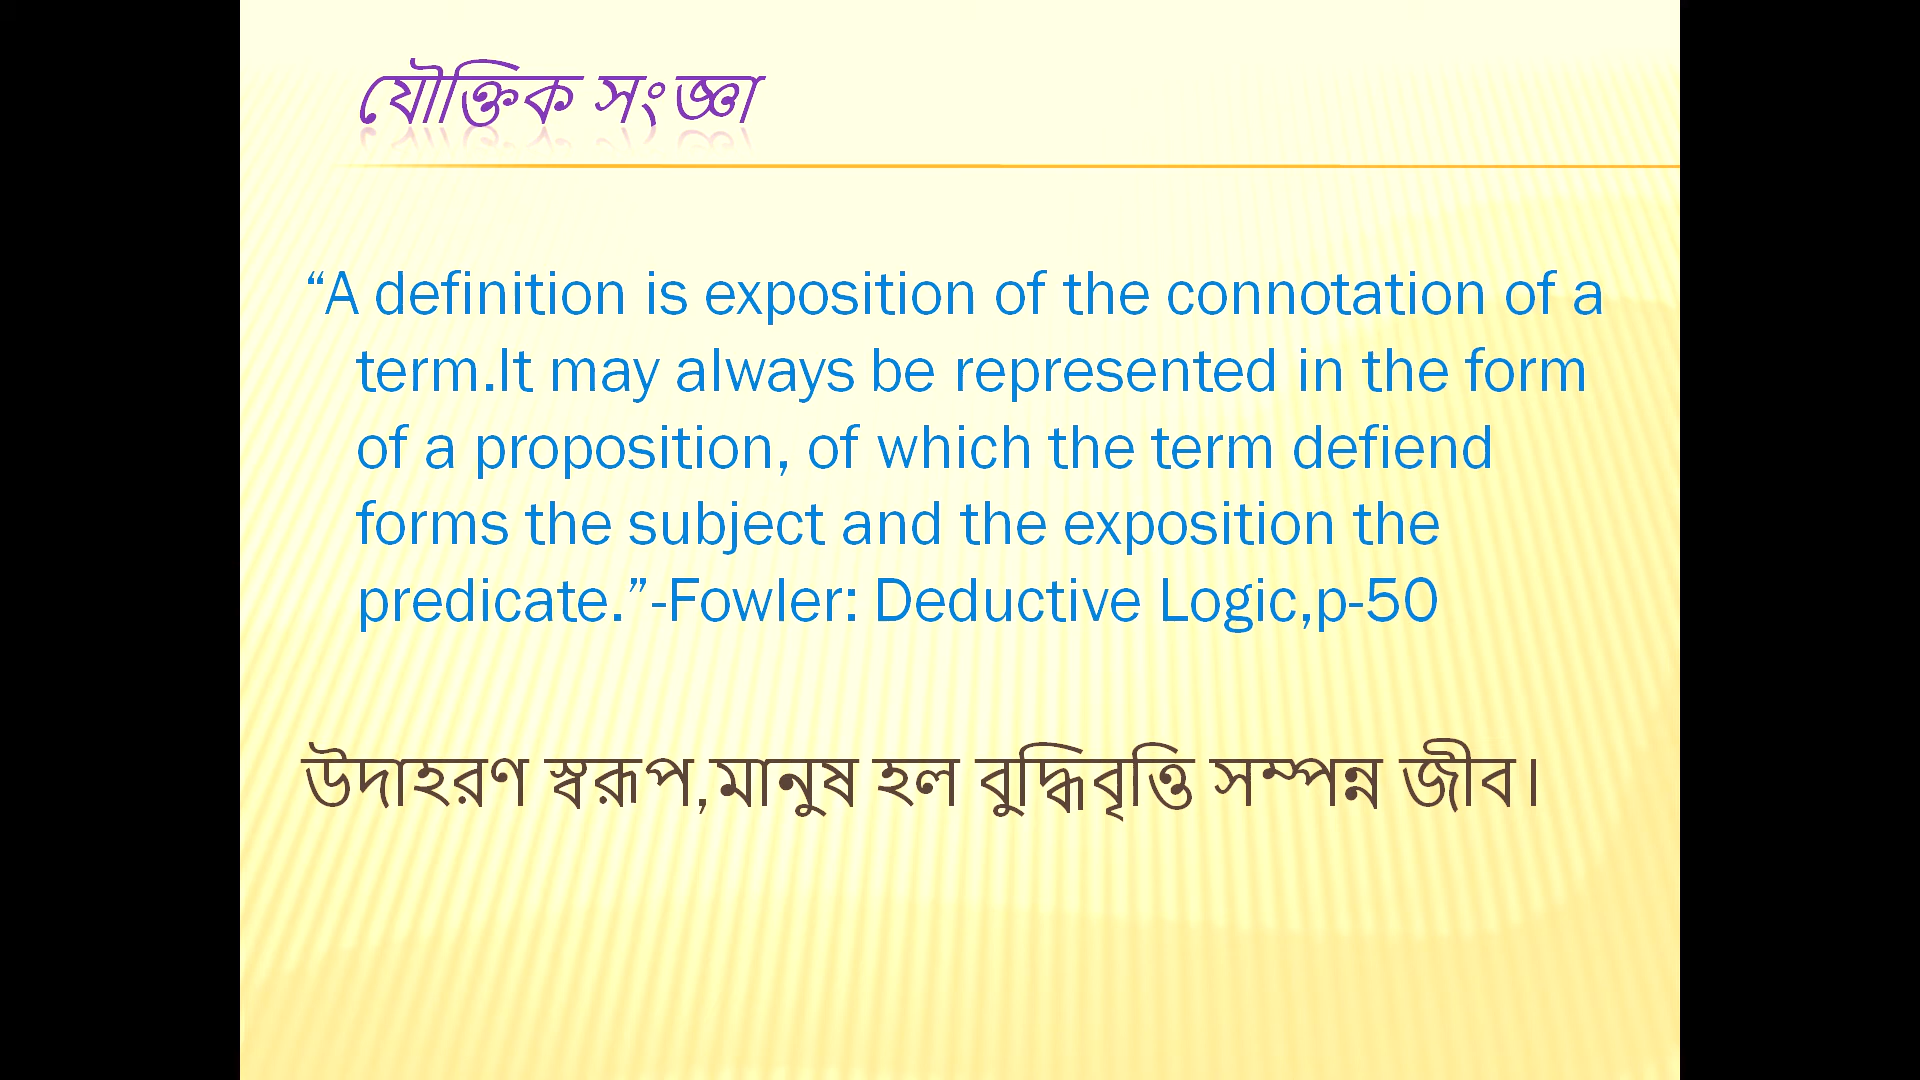 যৌক্তিক সংজ্ঞা
“A definition is exposition of the connotation of a
term.It may always be represented in the form
of a proposition, of which the term defiend
forms the subject and the exposition the
predicate.”-Fowler: Deductive Logic,p-50
উদাহরণ স্বরূপ,মানুষ হল বুদ্ধিবৃত্তি সম্পন্ন জীব।